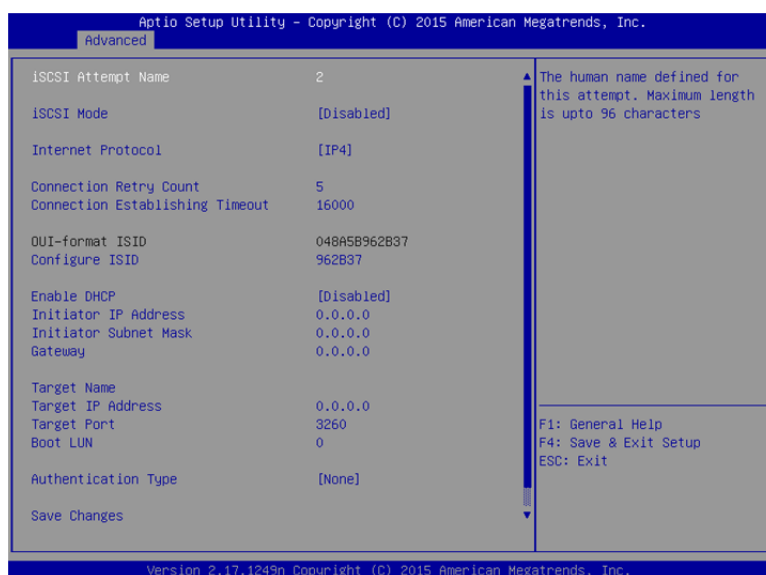 Aptio Setup Utility – Copyright (C) 2015 American Megatrends, Inc.
Advanced
iSCSI Attempt Name 2
iSCSI Mode [Disabled]
Internet Protocol [IP4]
Connection Retry Count 5
Connection Establishing Timeout 16000
OUI-format ISID 048A5B962B37
Configure ISID 962B37
Enable DHCP [Disabled]
Initiator IP Address 0.0.0.0
Initiator Subnet Mask 0.0.0.0
Gateway 0.0.0.0
Target Name
Target IP Address 0.0.0.0
Target Port 3260
Boot LUN 0
Authentication Type [None]
Save Changes
The human name defined for
this attempt. Maximum length
is upto 96 characters
F1: General Help
F4: Save & Exit Setup
ESC: Exit
Version 2.17.1249n Copyright (C) 2015 American Megatrends, Inc.